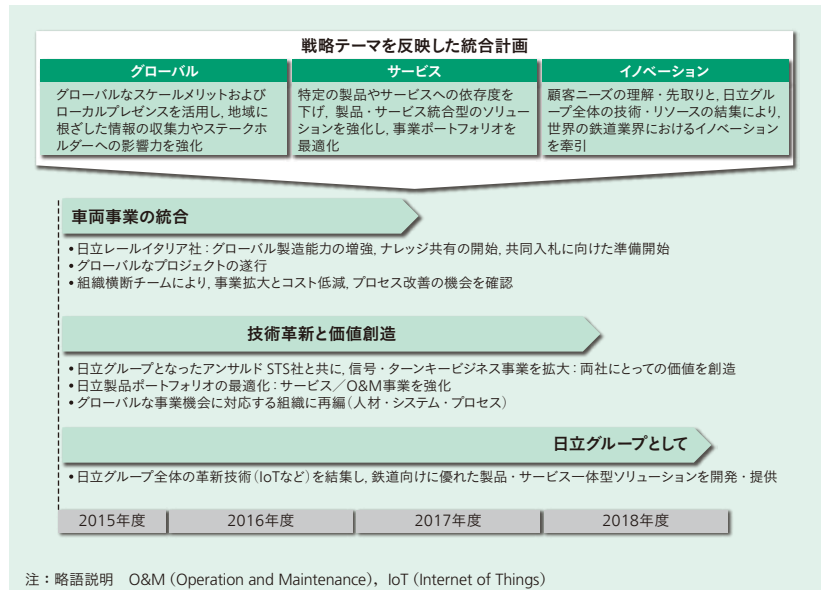 戦略テーマを反映した統合計画
グローバル
グローバルなスケールメリットおよび
ローカルプレゼンスを活用し, 地域に
根ざした情報の収集力やステークホ
ルダーへの影響力を強化
サービス
特定の製品やサービスへの依存度を
下げ, 製品・サービス統合型のソリュー
ションを強化し, 事業ポートフォリオを
最適化
イノベーション
顧客ニーズの理解・先取りと, 日立グルー
プ全体の技術・リソースの結集により,
世界の鉄道業界におけるイノベーション
を牽引
車両事業の統合
•日立レールイタリア社：グローバル製造能力の増強, ナレッジ共有の開始, 共同入札に向けた準備開始
•グローバルなプロジェクトの遂行
•組織横断チームにより, 事業拡大とコスト低減, プロセス改善の機会を確認
技術革新と価値創造
•日立グループとなったアンサルド STS社と共に, 信号・ターンキービジネス事業を拡大：両社にとっての価値を創造
•日立製品ポートフォリオの最適化：サービス／O&M事業を強化
•グローバルな事業機会に対応する組織に再編（人材・システム・プロセス）
日立グループとして
•日立グループ全体の革新技術（IoTなど）を結集し, 鉄道向けに優れた製品・サービス一体型ソリューションを開発・提供
2015年度 2016年度 2017年度 2018年度
注：略語説明　O&M（Operation and Maintenance）, IoT（Internet of Things）